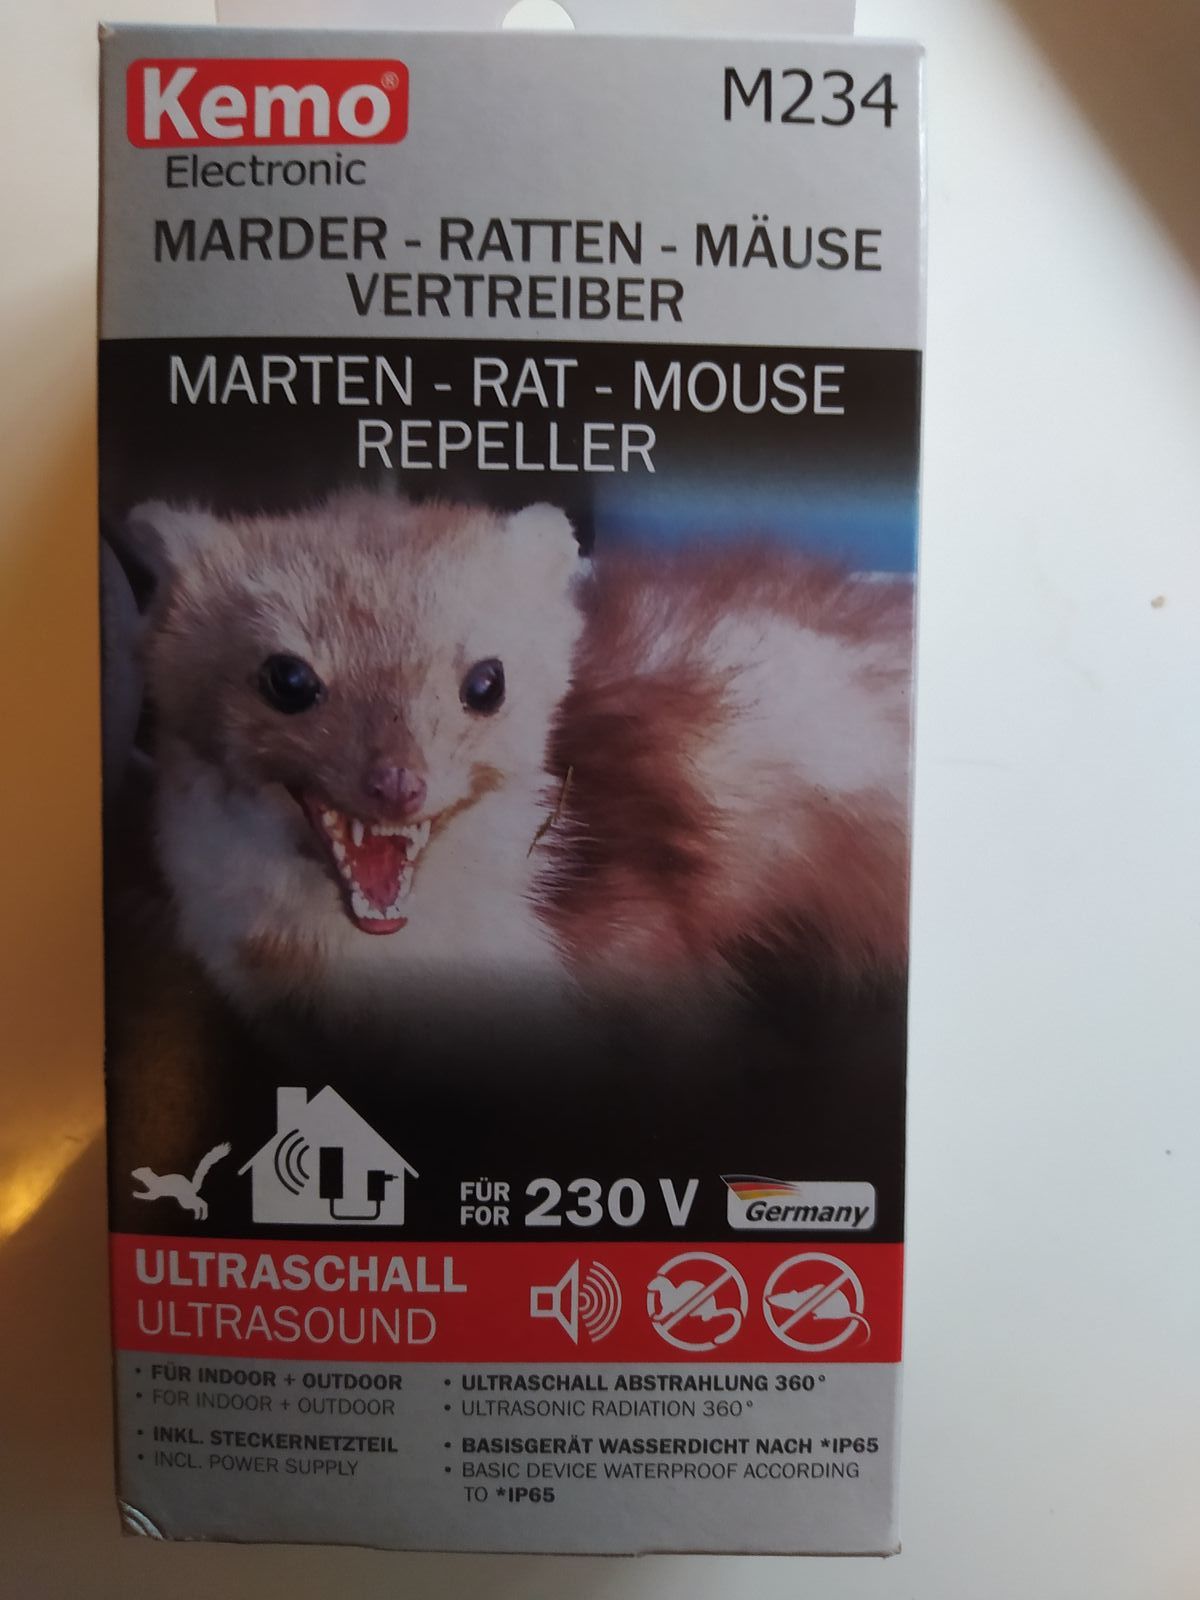 Kemo®
Electronic
M234
MARDER - RATTEN - MÄUSE
VERTREIBER
MARTEN - RAT - MOUSE
REPELLER
FÜR
FOR
230 V
Germany
ULTRASCHALL
ULTRASOUND
• FÜR INDOOR + OUTDOOR
• FOR INDOOR + OUTDOOR
• INKL. STECKERNETZTEIL
• INCL. POWER SUPPLY
• ULTRASCHALL ABSTRAHLUNG 360°
• ULTRASONIC RADIATION 360°
• BASISGERÄT WASSERDICHT NACH *IP65
• BASIC DEVICE WATERPROOF ACCORDING
TO *IP65